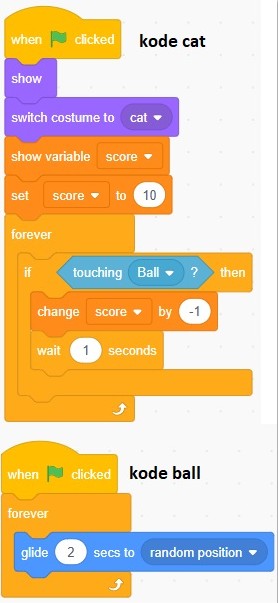 when clicked kode cat
show
switch costume to cat
show variable score
set score to 10
forever
if touching Ball ? then
change score by -1
wait 1 seconds
when clicked kode ball
forever
glide 2 secs to random position